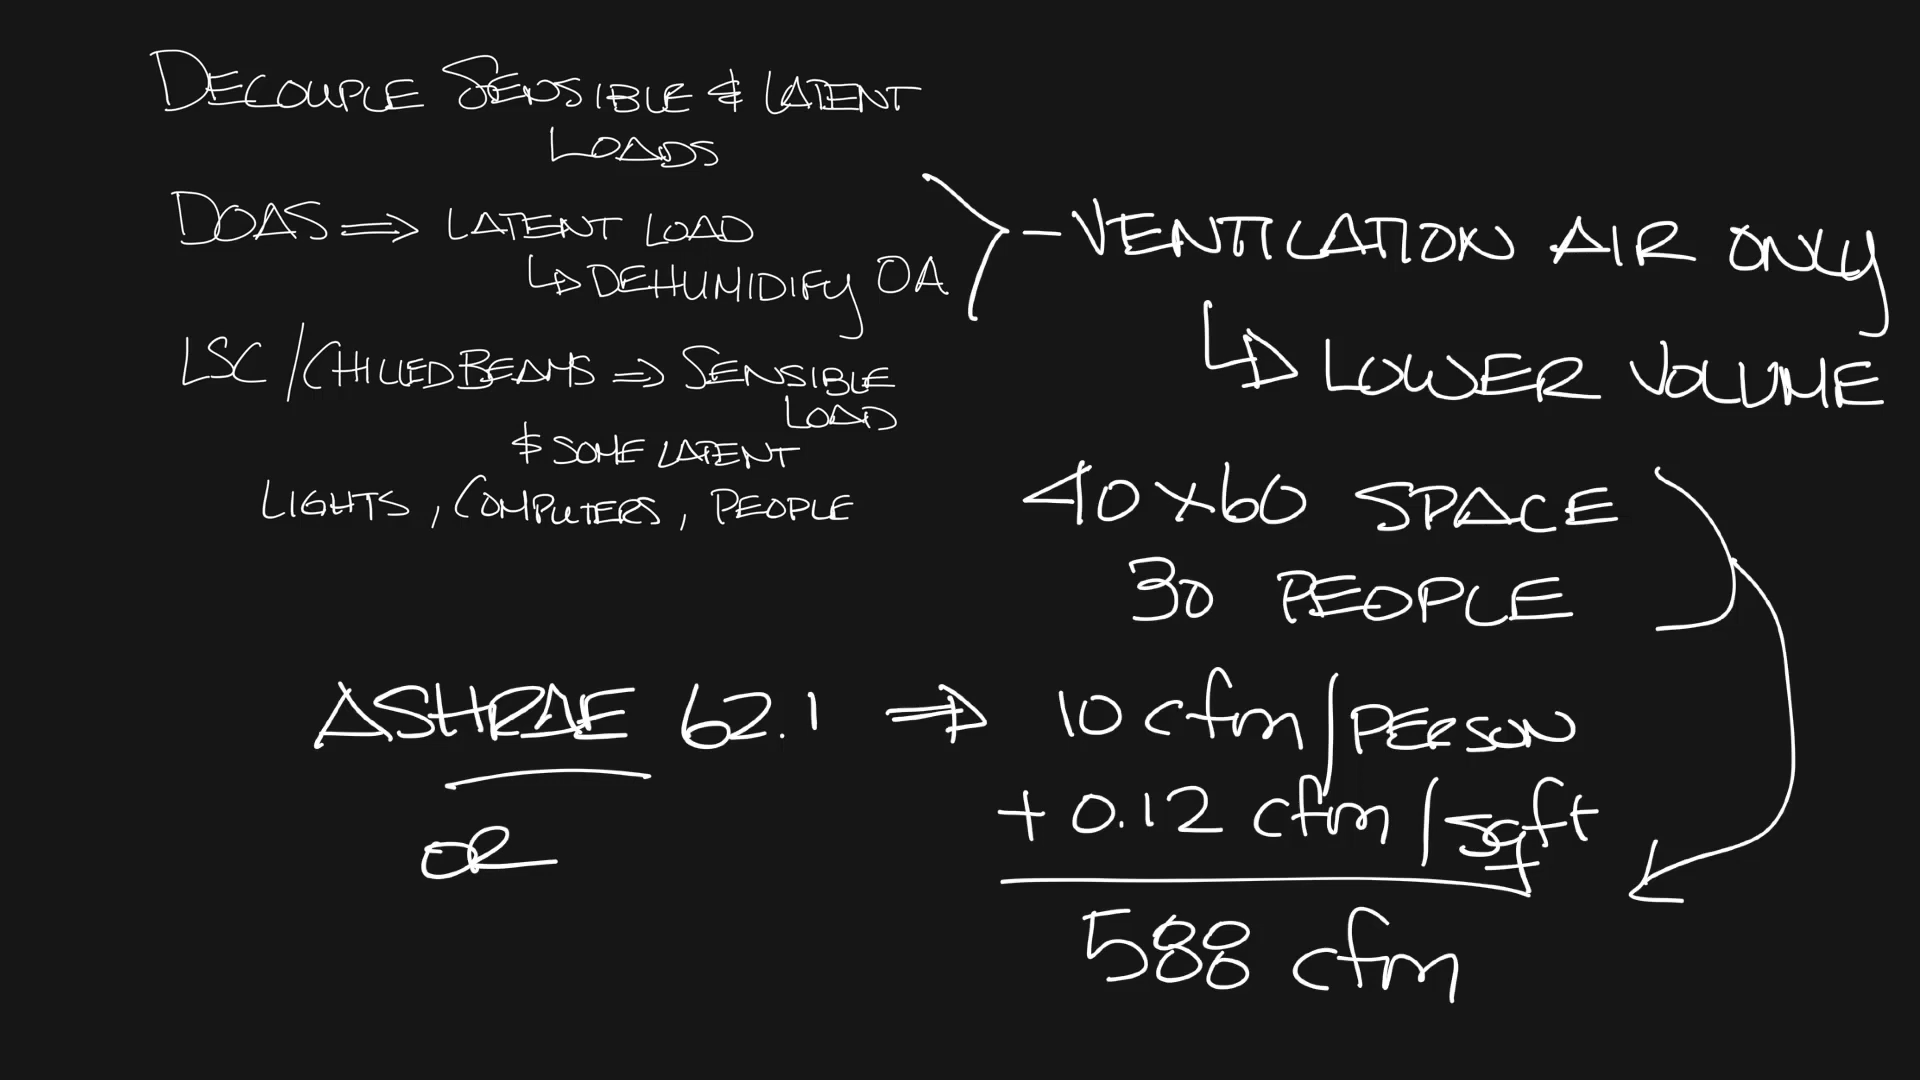 DECOUPLE SENSIBLE & LATENT
LOADS
DOAS ⇒ LATENT LOAD
↳ DEHUMIDIFY OA
LSC / CHILLED BEAMS ⇒ SENSIBLE
LOAD
& SOME LATENT
LIGHTS, COMPUTERS, PEOPLE
- VENTILATION AIR ONLY
↳ LOWER VOLUME
40x60 SPACE
30 PEOPLE
ASHRAE 62.1 ⇒ 10 cfm/PERSON
+ 0.12 cfm/sqft
OR
588 cfm